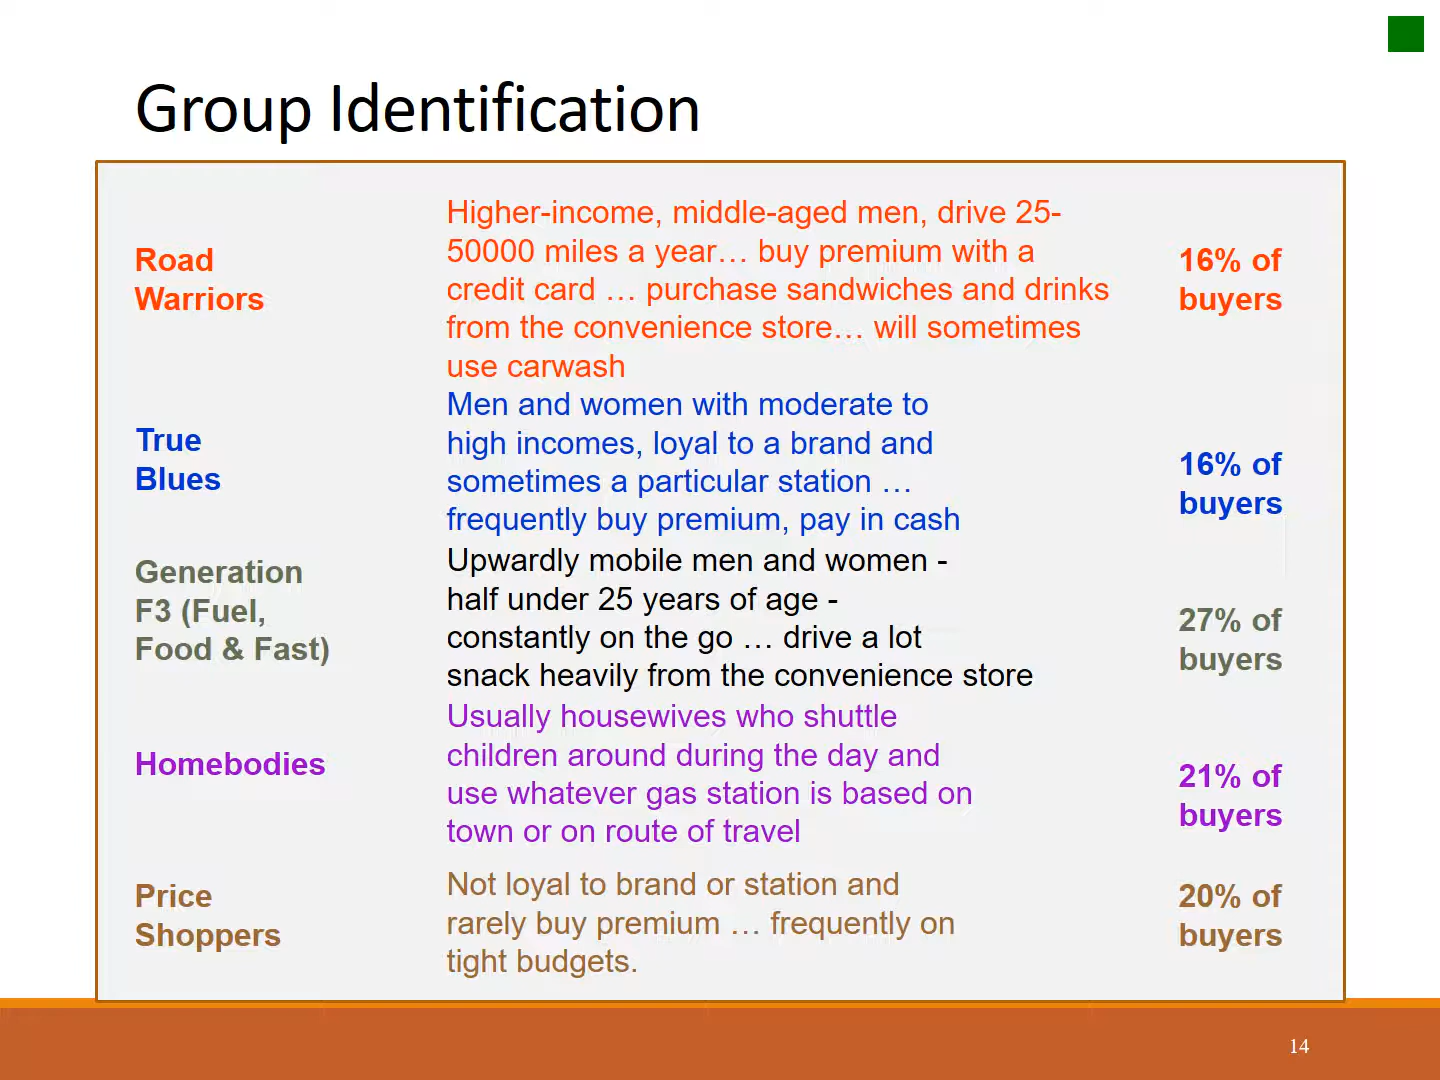 Group Identification
Road
Warriors
Higher-income, middle-aged men, drive 25-
50000 miles a year… buy premium with a
credit card … purchase sandwiches and drinks
from the convenience store… will sometimes
use carwash
16% of
buyers
True
Blues
Men and women with moderate to
high incomes, loyal to a brand and
sometimes a particular station …
frequently buy premium, pay in cash
16% of
buyers
Generation
F3 (Fuel,
Food & Fast)
Upwardly mobile men and women -
half under 25 years of age -
constantly on the go … drive a lot
snack heavily from the convenience store
27% of
buyers
Homebodies
Usually housewives who shuttle
children around during the day and
use whatever gas station is based on
town or on route of travel
21% of
buyers
Price
Shoppers
Not loyal to brand or station and
rarely buy premium … frequently on
tight budgets.
20% of
buyers
14